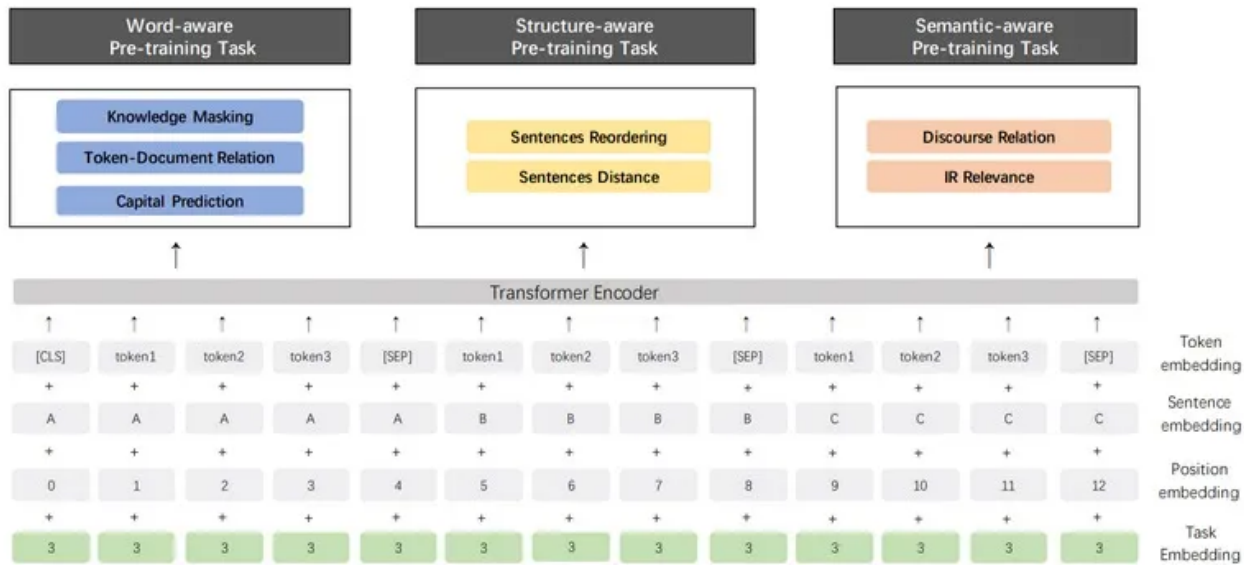 Word-aware
Pre-training Task
Structure-aware
Pre-training Task
Semantic-aware
Pre-training Task
Knowledge Masking
Token-Document Relation
Capital Prediction
Sentences Reordering
Sentences Distance
Discourse Relation
IR Relevance
Transformer Encoder
[CLS] token1 token2 token3 [SEP] token1 token2 token3 [SEP] token1 token2 token3 [SEP]
Token
embedding
+ + + + + + + + + + + + +
A A A A A B B B B C C C C
Sentence
embedding
+ + + + + + + + + + + + +
0 1 2 3 4 5 6 7 8 9 10 11 12
Position
embedding
+ + + + + + + + + + + + +
3 3 3 3 3 3 3 3 3 3 3 3 3
Task
Embedding